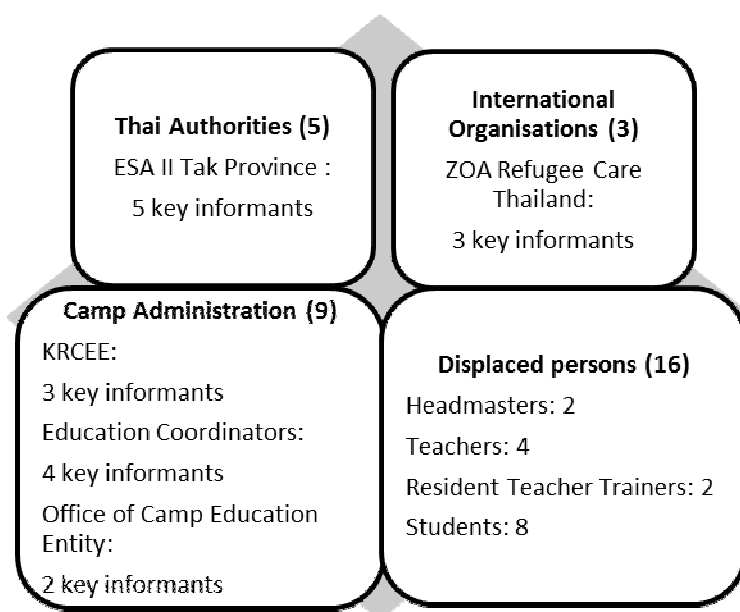 Thai Authorities (5)
ESA II Tak Province :
5 key informants
International
Organisations (3)
ZOA Refugee Care
Thailand:
3 key informants
Camp Administration (9)
KRCEE:
3 key informants
Education Coordinators:
4 key informants
Office of Camp Education
Entity:
2 key informants
Displaced persons (16)
Headmasters: 2
Teachers: 4
Resident Teacher Trainers: 2
Students: 8